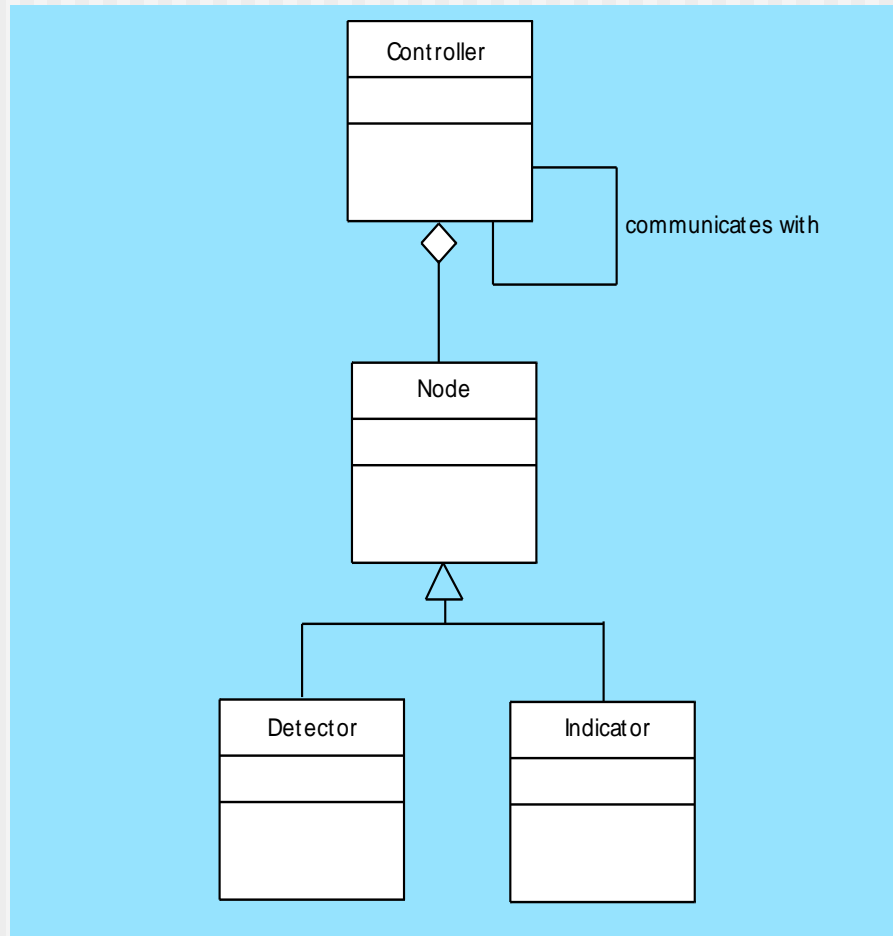 Controller
communicates with
Node
Detector
Indicator